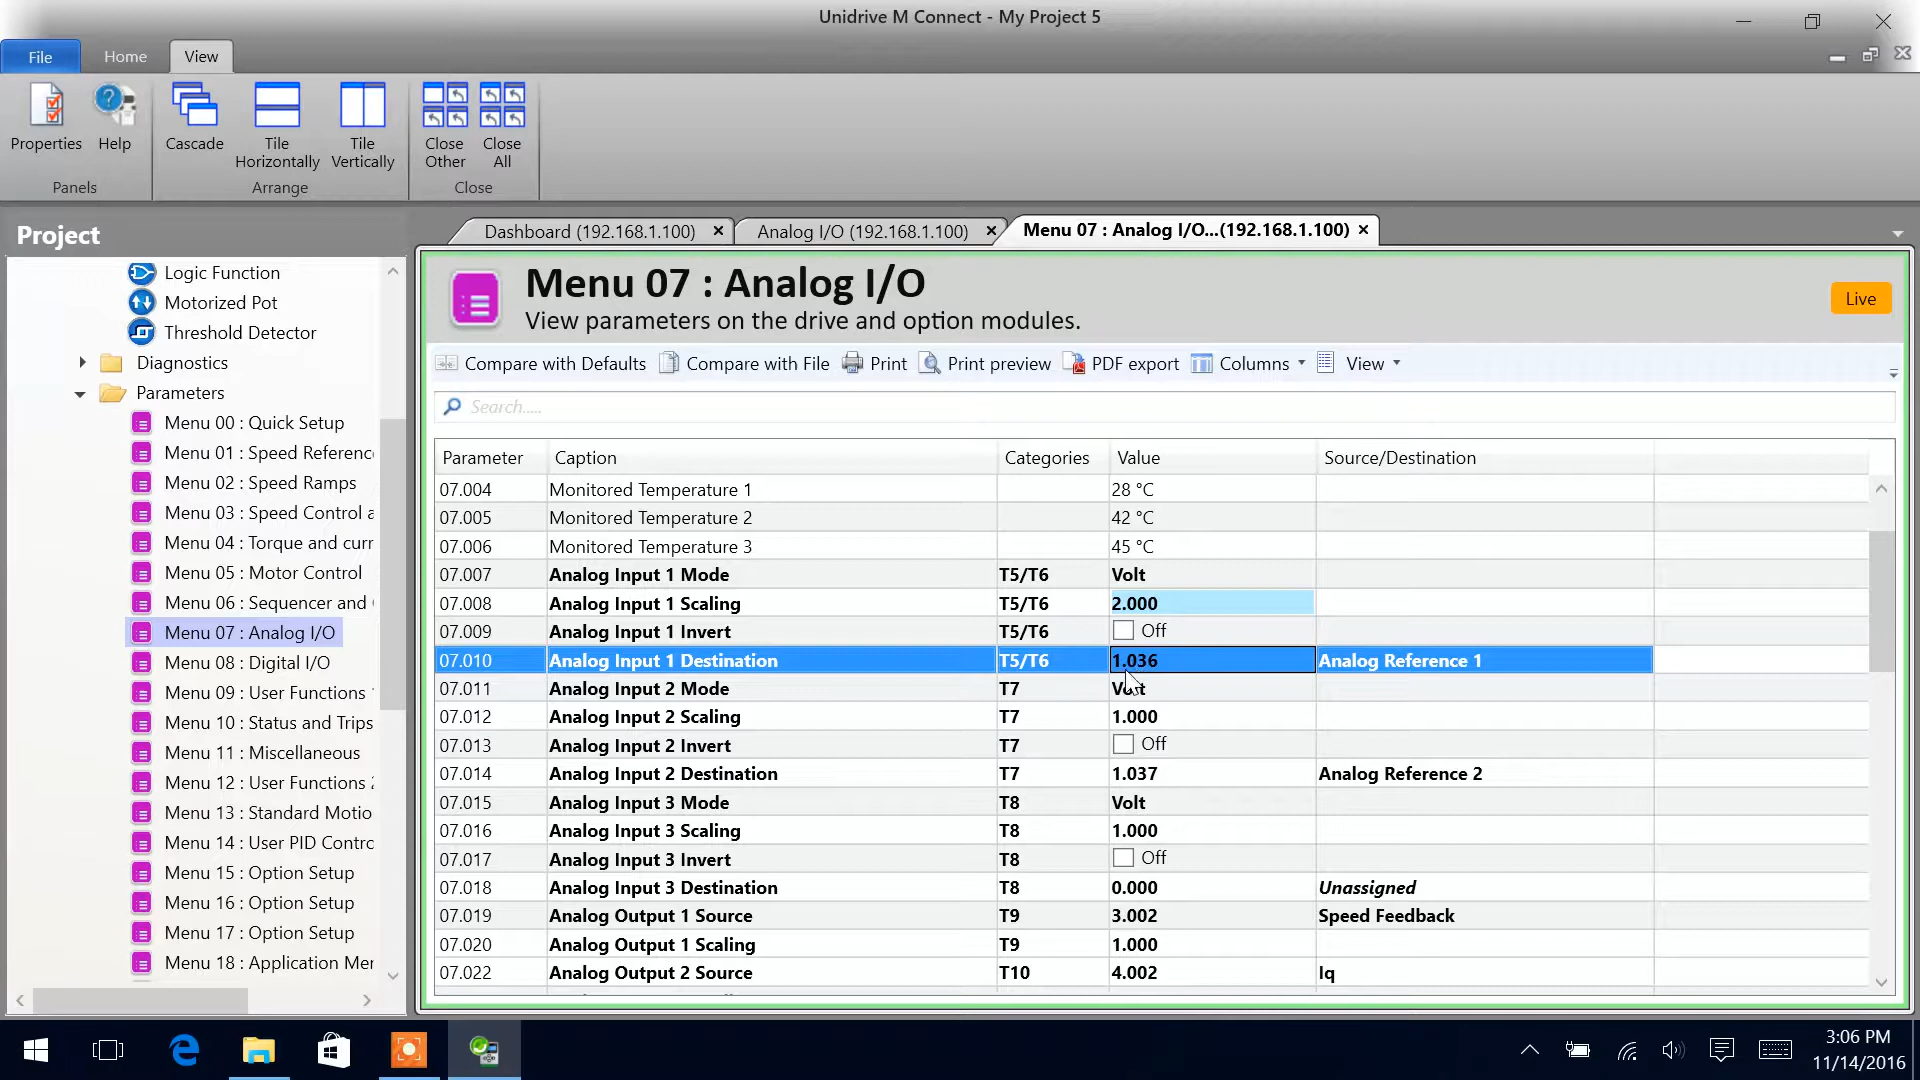 Unidrive M Connect - My Project 5
File
Home
View
Properties
Help
Cascade
Tile
Horizontally
Tile
Vertically
Close
Other
Close
All
Panels
Arrange
Close
Project
Dashboard (192.168.1.100)
Analog I/O (192.168.1.100)
Menu 07 : Analog I/O...(192.168.1.100)
Logic Function
Motorized Pot
Threshold Detector
Diagnostics
Parameters
Menu 00 : Quick Setup
Menu 01 : Speed Referenc
Menu 02 : Speed Ramps
Menu 03 : Speed Control a
Menu 04 : Torque and curr
Menu 05 : Motor Control
Menu 06 : Sequencer and
Menu 07 : Analog I/O
Menu 08 : Digital I/O
Menu 09 : User Functions
Menu 10 : Status and Trips
Menu 11 : Miscellaneous
Menu 12 : User Functions 2
Menu 13 : Standard Motio
Menu 14 : User PID Contro
Menu 15 : Option Setup
Menu 16 : Option Setup
Menu 17 : Option Setup
Menu 18 : Application Mer
Menu 07 : Analog I/O
View parameters on the drive and option modules.
Live
Compare with Defaults
Compare with File
Print
Print preview
PDF export
Columns
View
Search.....
Parameter Caption Categories Value Source/Destination
07.004 Monitored Temperature 1 28 °C
07.005 Monitored Temperature 2 42 °C
07.006 Monitored Temperature 3 45 °C
07.007 Analog Input 1 Mode T5/T6 Volt
07.008 Analog Input 1 Scaling T5/T6 2.000
07.009 Analog Input 1 Invert T5/T6 Off
07.010 Analog Input 1 Destination T5/T6 1.036 Analog Reference 1
07.011 Analog Input 2 Mode T7 Volt
07.012 Analog Input 2 Scaling T7 1.000
07.013 Analog Input 2 Invert T7 Off
07.014 Analog Input 2 Destination T7 1.037 Analog Reference 2
07.015 Analog Input 3 Mode T8 Volt
07.016 Analog Input 3 Scaling T8 1.000
07.017 Analog Input 3 Invert T8 Off
07.018 Analog Input 3 Destination T8 0.000 Unassigned
07.019 Analog Output 1 Source T9 3.002 Speed Feedback
07.020 Analog Output 1 Scaling T9 1.000
07.022 Analog Output 2 Source T10 4.002 Iq
3:06 PM
11/14/2016